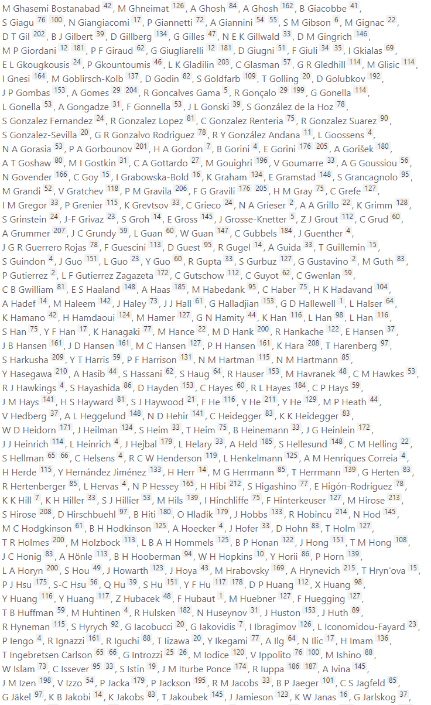 M Ghasemi Bostanabad 42, M Ghneimat 126, A Ghosh 84, A Ghosh 162, B Giacobbe 41,
S Giagu 76 100, N Giangiacomi 17, P Giannetti 72, A Giannini 54 55, S M Gibson 6, M Gignac 22,
D T Gil 202, B J Gilbert 39, D Gillberg 134, G Gilles 47, N E K Gillwald 33, D M Gingrich 146,
M P Giordani 12 181, P F Giraud 62, G Giugliarelli 12 181, D Giugni 51, F Giuli 34 35, I Gkialas 69,
E L Gkougkousis 24, P Gkountoumis 46, L K Gladilin 203, C Glasman 57, G R Gledhill 114, M Glisic 114,
I Gnesi 164, M Goblirsch-Kolb 137, D Godin 82, S Goldfarb 109, T Golling 20, D Golubkov 192,
J P Gombas 153, A Gomes 29 204, R Goncalves Gama 5, R Gonçalo 29 199, G Gonella 114,
L Gonella 53, A Gongadze 31, F Gonnella 53, J L Gonski 39, S González de la Hoz 78,
S Gonzalez Fernandez 24, R Gonzalez Lopez 81, C Gonzalez Renteria 75, R Gonzalez Suarez 90,
S Gonzalez-Sevilla 20, G R Gonzalvo Rodriguez 78, R Y González Andana 11, L Goossens 4,
N A Gorasia 53, P A Gorbounov 201, H A Gordon 7, B Gorini 4, E Gorini 176 205, A Gorišek 180,
A T Goshaw 80, M I Gostkin 31, C A Gottardo 27, M Gouighri 196, V Goumarre 33, A G Goussiou 56,
N Govender 166, C Goy 15, I Grabowska-Bold 16, K Graham 134, E Gramstad 148, S Grancagnolo 95,
M Grandi 52, V Gratchev 118, P M Gravila 206, F G Gravili 176 205, H M Gray 75, C Grefe 127,
I M Gregor 33, P Grenier 115, K Grevtsov 33, C Grieco 24, N A Grieser 2, A A Grillo 22, K Grimm 128,
S Grinstein 24, J-F Grivaz 23, S Groh 14, E Gross 145, J Grosse-Knetter 5, Z J Grout 112, C Grud 60,
A Grummer 207, J C Grundy 59, L Guan 60, W Guan 147, C Gubbels 184, J Guenther 4,
J G R Guerrero Rojas 78, F Guescini 113, D Guest 95, R Gugel 14, A Guida 33, T Guillemin 15,
S Guindon 4, J Guo 151, L Guo 23, Y Guo 60, R Gupta 33, S Gurbuz 127, G Gustavino 2, M Guth 83,
P Gutierrez 2, L F Gutierrez Zagazeta 172, C Gutschow 112, C Guyot 62, C Gwenlan 59,
C B Gwilliam 81, E S Haaland 148, A Haas 185, M Habedank 95, C Haber 75, H K Hadavand 104,
A Hadef 14, M Haleem 142, J Haley 73, J J Hall 61, G Halladjian 153, G D Hallewell 1, L Halser 64,
K Hamano 42, H Hamdaoui 124, M Hamer 127, G N Hamity 44, K Han 116, L Han 98, L Han 116,
S Han 75, Y F Han 17, K Hanagaki 77, M Hance 22, M D Hank 200, R Hankache 122, E Hansen 37,
J B Hansen 161, J D Hansen 161, M C Hansen 127, P H Hansen 161, K Hara 208, T Harenberg 97,
S Harkusha 209, Y T Harris 59, P F Harrison 131, N M Hartman 115, N M Hartmann 85,
Y Hasegawa 210, A Hasib 44, S Hassani 62, S Haug 64, R Hauser 153, M Havranek 48, C M Hawkes 53,
R J Hawkings 4, S Hayashida 86, D Hayden 153, C Hayes 60, R L Hayes 184, C P Hays 59,
J M Hays 141, H S Hayward 81, S J Haywood 21, F He 116, Y He 211, Y He 129, M P Heath 44,
V Hedberg 37, A L Heggelund 148, N D Hehir 141, C Heidegger 83, K K Heidegger 83,
W D Heidorn 171, J Heilman 134, S Heim 33, T Heim 75, B Heinemann 33, J G Heinlein 172,
J J Heinrich 114, L Heinrich 4, J Hejbal 179, L Helary 33, A Held 185, S Hellesund 148, C M Helling 22,
S Hellman 65 66, C Helsens 4, R C W Henderson 119, L Henkelmann 125, A M Henriques Correia 4,
H Herde 115, Y Hernández Jiménez 133, H Herr 14, M G Herrmann 85, T Herrmann 139, G Herten 83,
R Hertenberger 85, L Hervas 4, N P Hessey 165, H Hibi 212, S Higashino 77, E Higón-Rodriguez 78,
K K Hill 7, K H Hiller 33, S J Hillier 53, M Hils 139, I Hinchliffe 75, F Hinterkeuser 127, M Hirose 213,
S Hirose 208, D Hirschbuehl 97, B Hiti 180, O Hladik 179, J Hobbs 133, R Hobincu 214, N Hod 145,
M C Hodgkinson 61, B H Hodkinson 125, A Hoecker 4, J Hofer 33, D Hohn 83, T Holm 127,
T R Holmes 200, M Holzbock 113, L B A H Hommels 125, B P Honan 122, J Hong 151, T M Hong 108,
J C Honig 83, A Hönle 113, B H Hooberman 94, W H Hopkins 10, Y Horii 86, P Horn 139,
L A Horyn 200, S Hou 49, J Howarth 123, J Hoya 43, M Hrabovsky 169, A Hrynevich 215, T Hryn'ova 15,
P J Hsu 175, S-C Hsu 56, Q Hu 39, S Hu 151, Y F Hu 117 178, D P Huang 112, X Huang 98,
Y Huang 116, Y Huang 117, Z Hubacek 48, F Hubaut 1, M Huebner 127, F Huegging 127,
T B Huffman 59, M Huhtinen 4, R Hulsken 182, N Huseynov 31, J Huston 153, J Huth 89,
R Hyneman 115, S Hyrych 92, G Iacobucci 20, G Iakovidis 7, I Ibragimov 126, L Iconomidou-Fayard 23,
P Iengo 4, R Ignazzi 161, R Iguchi 88, T Iizawa 20, Y Ikegami 77, A Ilg 64, N Ilic 17, H Imam 136,
T Ingebretsen Carlson 65 66, G Introzzi 25 26, M Iodice 120, V Ippolito 76 100, M Ishino 88,
W Islam 73, C Issever 95 33, S Istin 19, J M Iturbe Ponce 174, R Iuppa 186 187, A Ivina 145,
J M Izen 198, V Izzo 54, P Jacka 179, P Jackson 195, R M Jacobs 33, B P Jaeger 101, C S Jagfeld 85,
G Jäkel 97, K B Jakobi 14, K Jakobs 83, T Jakoubek 145, J Jamieson 123, K W Janas 16, G Jarlskog 37,